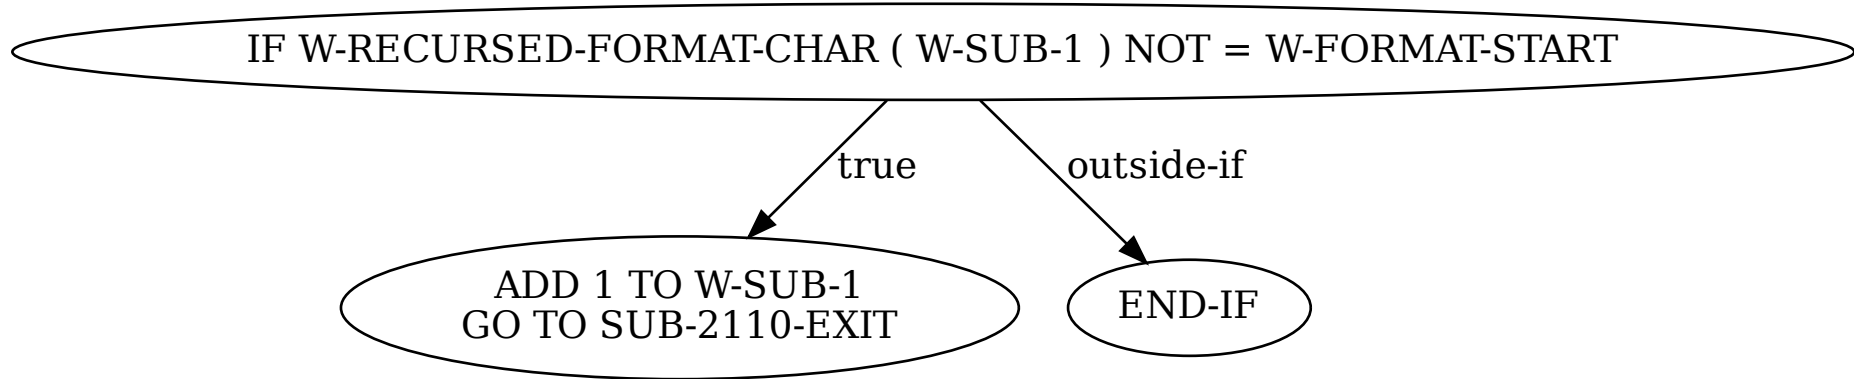 IF W-RECURSED-FORMAT-CHAR ( W-SUB-1 ) NOT = W-FORMAT-START
true
outside-if
ADD 1 TO W-SUB-1
GO TO SUB-2110-EXIT
END-IF